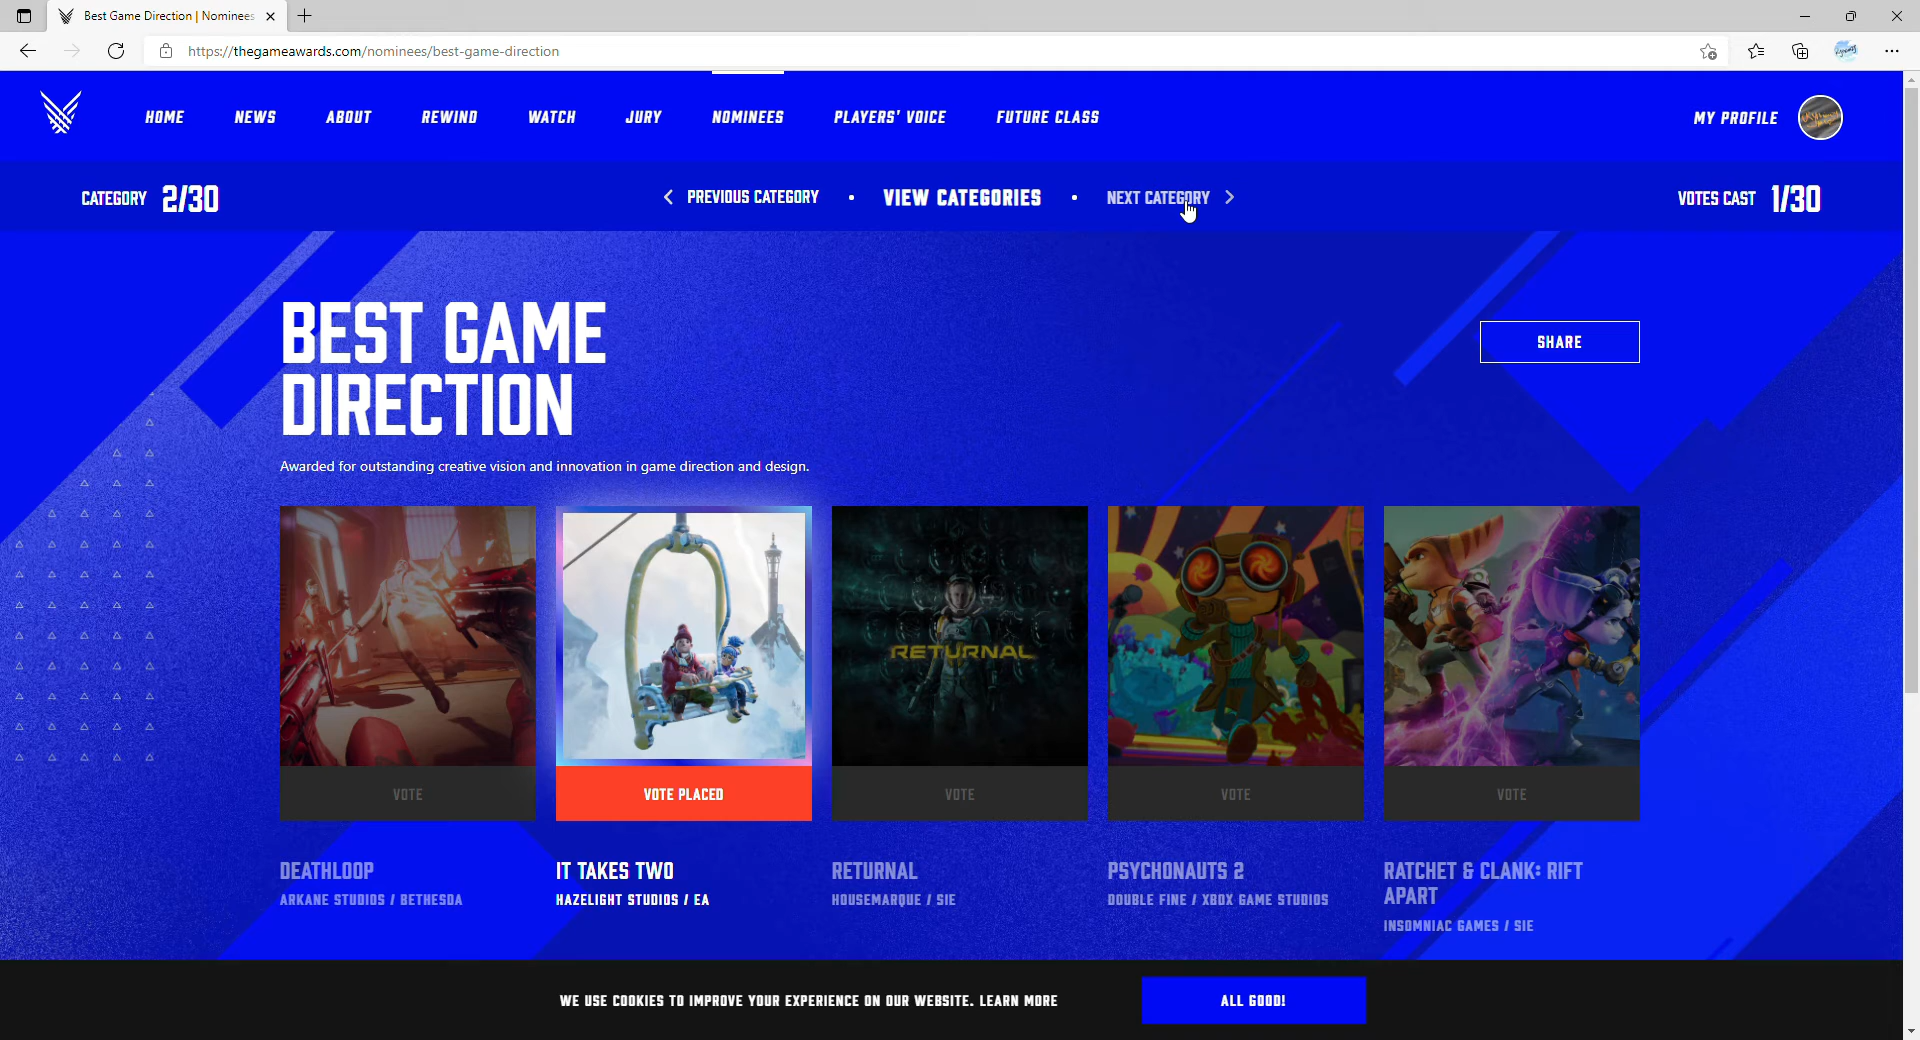 Best Game Direction | Nominees
https://thegameawards.com/nominees/best-game-direction
HOME NEWS ABOUT REWIND WATCH JURY NOMINEES PLAYERS' VOICE FUTURE CLASS MY PROFILE
CATEGORY 2/30 PREVIOUS CATEGORY • VIEW CATEGORIES • NEXT CATEGORY VOTES CAST 1/30
BEST GAME
DIRECTION
SHARE
Awarded for outstanding creative vision and innovation in game direction and design.
RETURNAL
VOTE VOTE PLACED VOTE VOTE VOTE
DEATHLOOP
ARKANE STUDIOS / BETHESDA
IT TAKES TWO
HAZELIGHT STUDIOS / EA
RETURNAL
HOUSEMARQUE / SIE
PSYCHONAUTS 2
DOUBLE FINE / XBOX GAME STUDIOS
RATCHET & CLANK: RIFT
APART
INSOMNIAC GAMES / SIE
WE USE COOKIES TO IMPROVE YOUR EXPERIENCE ON OUR WEBSITE. LEARN MORE
ALL GOOD!